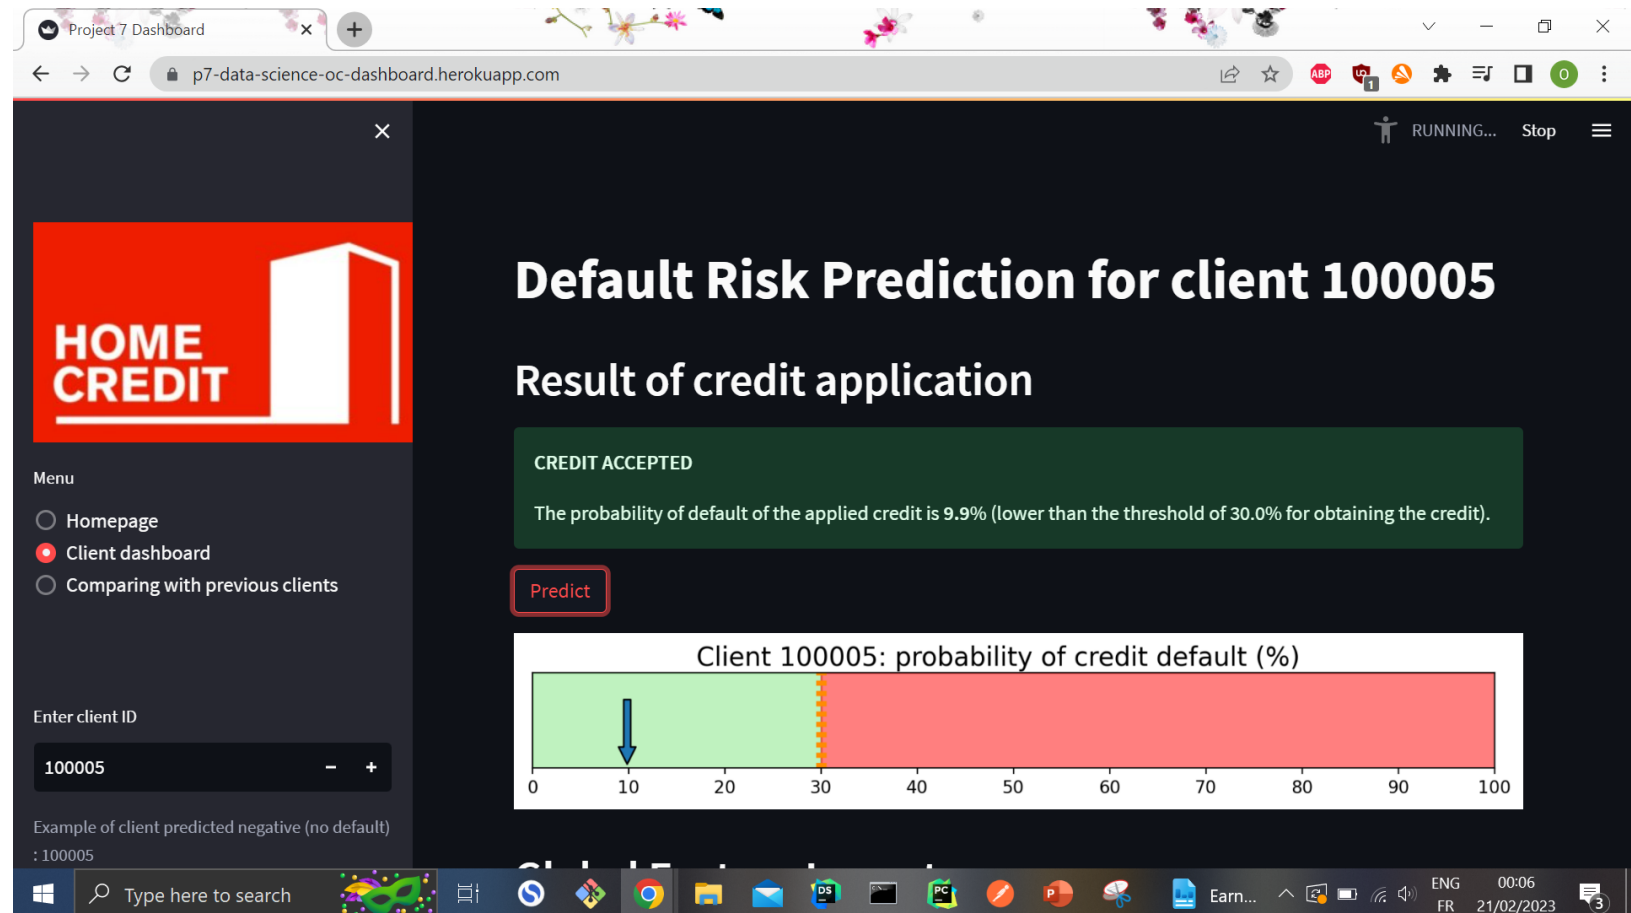 Project 7 Dashboard
p7-data-science-oc-dashboard.herokuapp.com
ABP
1
O
RUNNING...
Stop
HOME
CREDIT
Menu
Homepage
Client dashboard
Comparing with previous clients
Enter client ID
100005
Example of client predicted negative (no default)
: 100005
Default Risk Prediction for client 100005
Result of credit application
CREDIT ACCEPTED
The probability of default of the applied credit is 9.9% (lower than the threshold of 30.0% for obtaining the credit).
Predict
Client 100005: probability of credit default (%)
0 10 20 30 40 50 60 70 80 90 100
Type here to search
DS
PC
P
Earn...
ENG
FR
00:06
21/02/2023
3